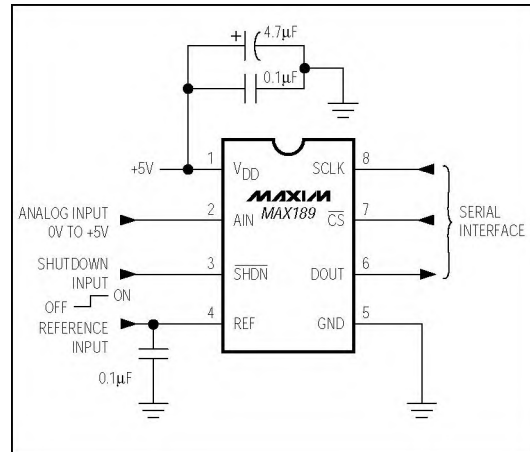 + 4.7µF
0.1µF
+5V
1 VDD SCLK 8
MAXIM
MAX189
ANALOG INPUT
0V TO +5V
2 AIN CS 7
SERIAL
INTERFACE
SHUTDOWN
INPUT
3 SHDN DOUT 6
OFF ON
REFERENCE
INPUT
4 REF GND 5
0.1µF